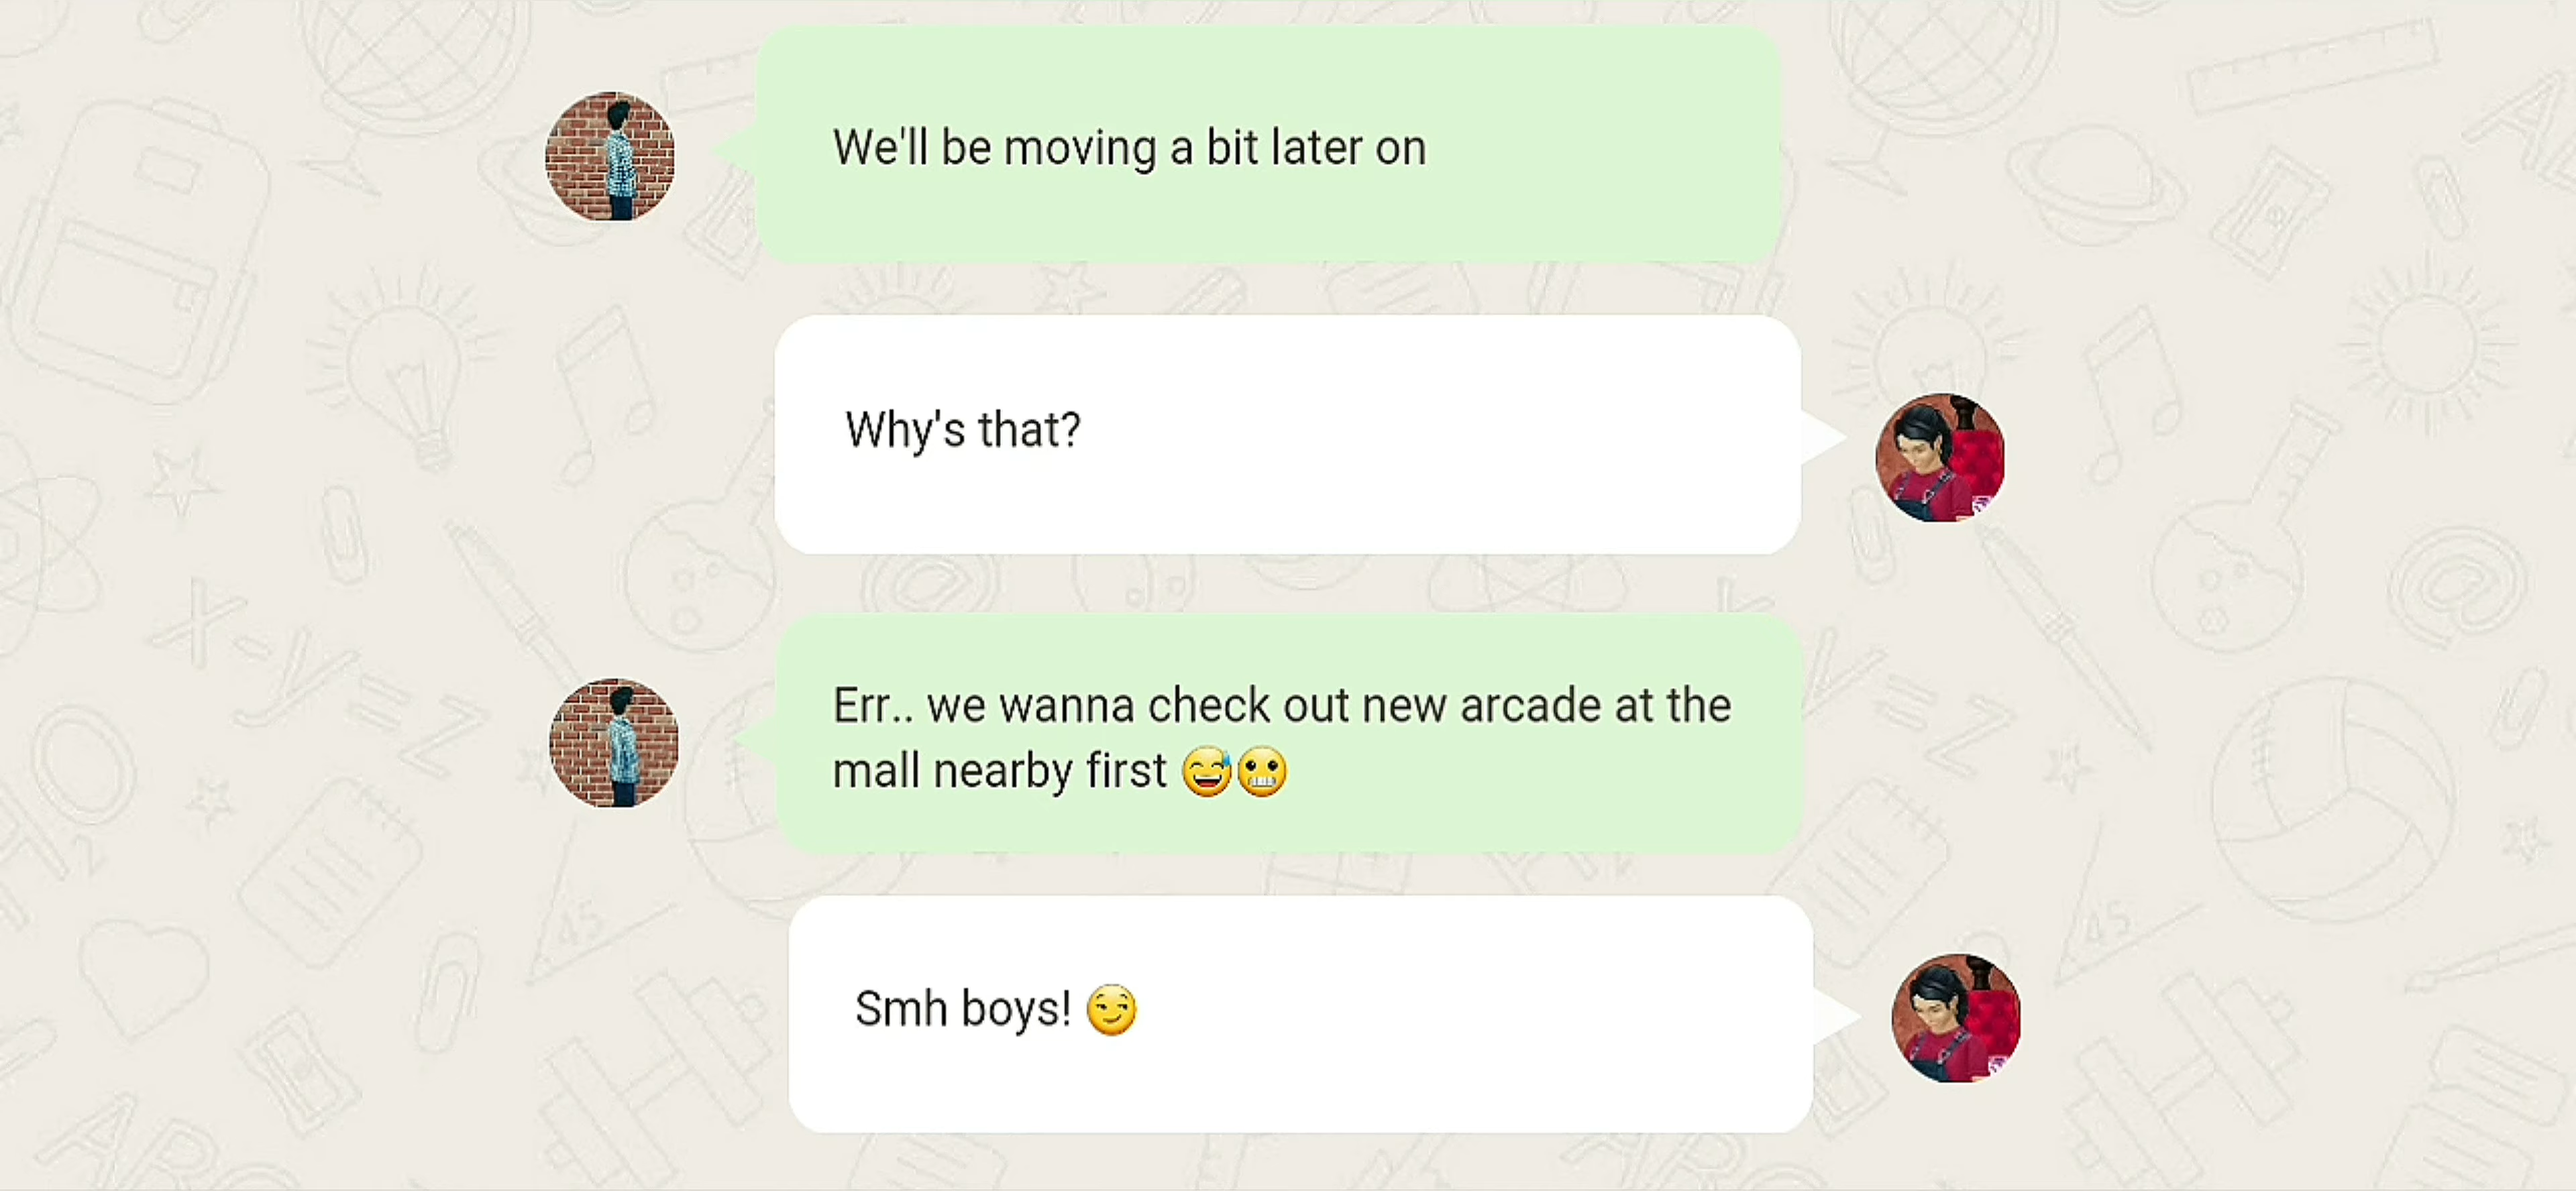 We'll be moving a bit later on
Why's that?
Err.. we wanna check out new arcade at the
mall nearby first 😅😬
Smh boys! 😏